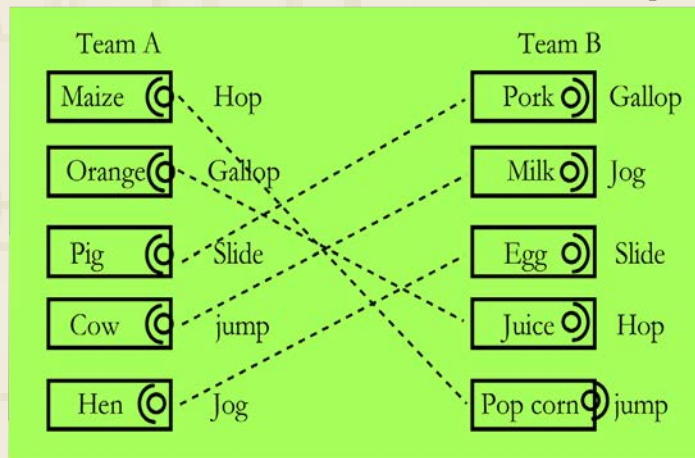 Team A Team B
Maize Hop Pork Gallop
Orange Gallop Milk Jog
Pig Slide Egg Slide
Cow jump Juice Hop
Hen Jog Pop corn jump